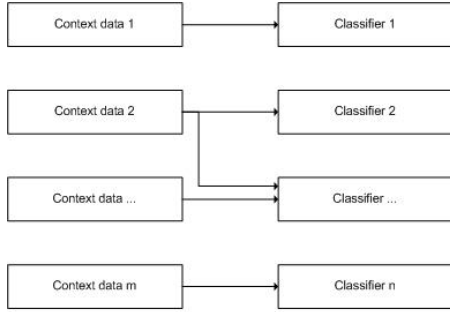 Context data 1
Classifier 1
Context data 2
Classifier 2
Context data ...
Classifier ...
Context data m
Classifier n